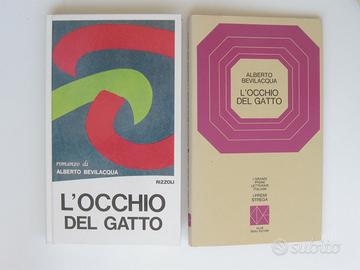 romanzo di
ALBERTO BEVILACQUA
RIZZOLI
L'OCCHIO
DEL GATTO
ALBERTO
BEVILACQUA
L'OCCHIO
DEL GATTO
I GRANDI
PREMI
LETTERARI
ITALIANI
I PREMI
STREGA
subito